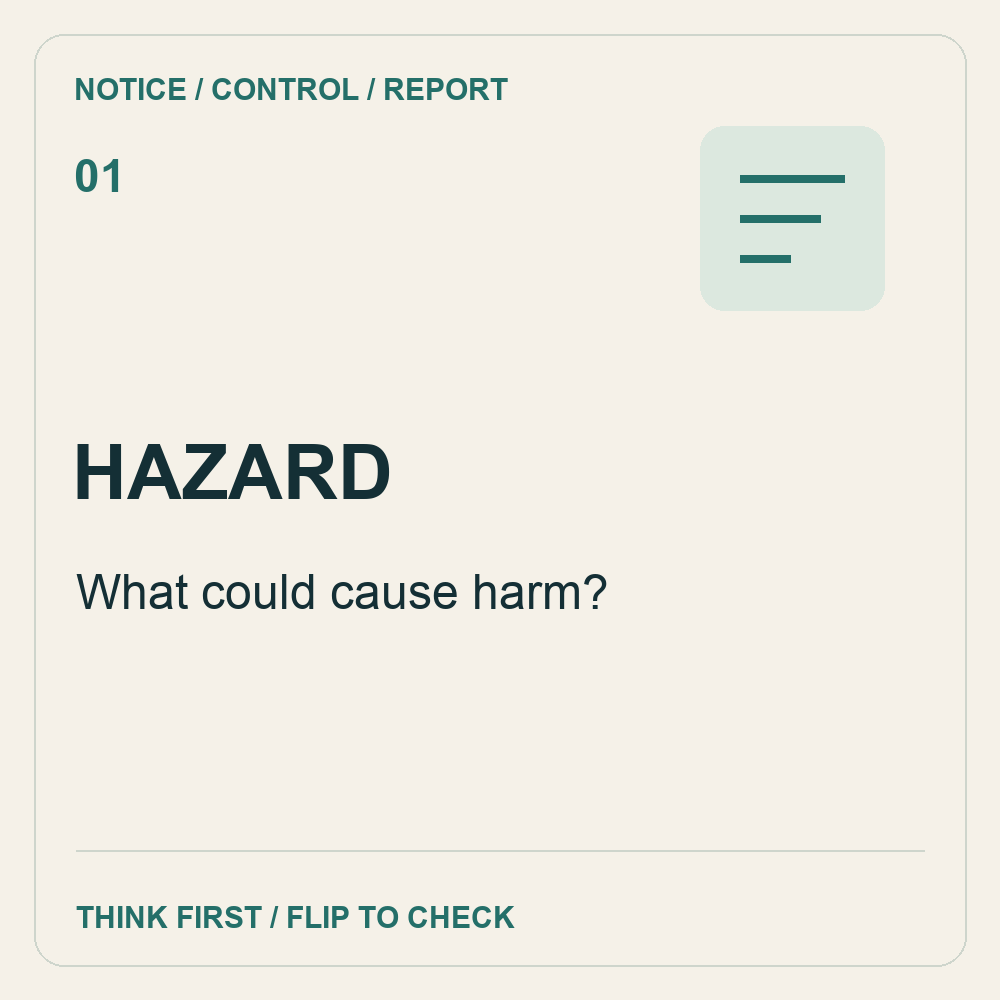 NOTICE / CONTROL / REPORT
01
HAZARD
What could cause harm?
THINK FIRST / FLIP TO CHECK